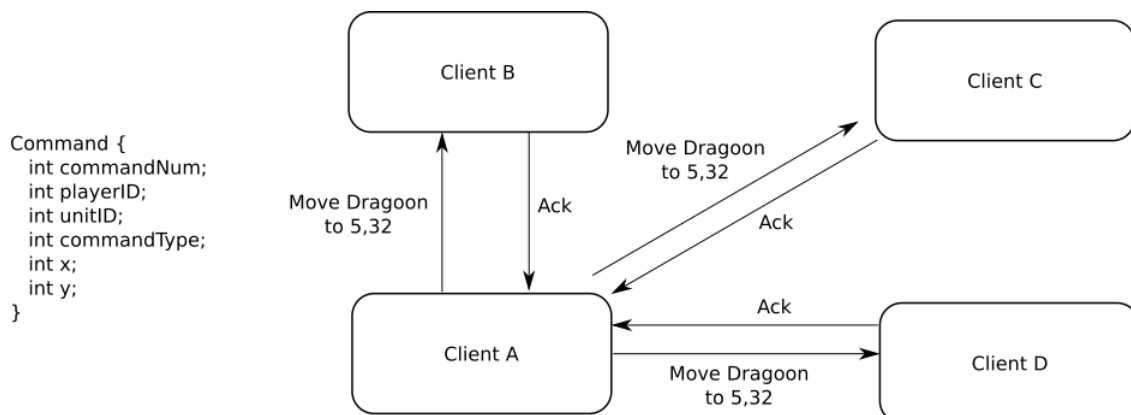 Command {
int commandNum;
int playerID;
int unitID;
int commandType;
int x;
int y;
}
Client B
Client C
Move Dragoon
to 5,32
Ack
Move Dragoon
to 5,32
Ack
Client A
Ack
Move Dragoon
to 5,32
Client D